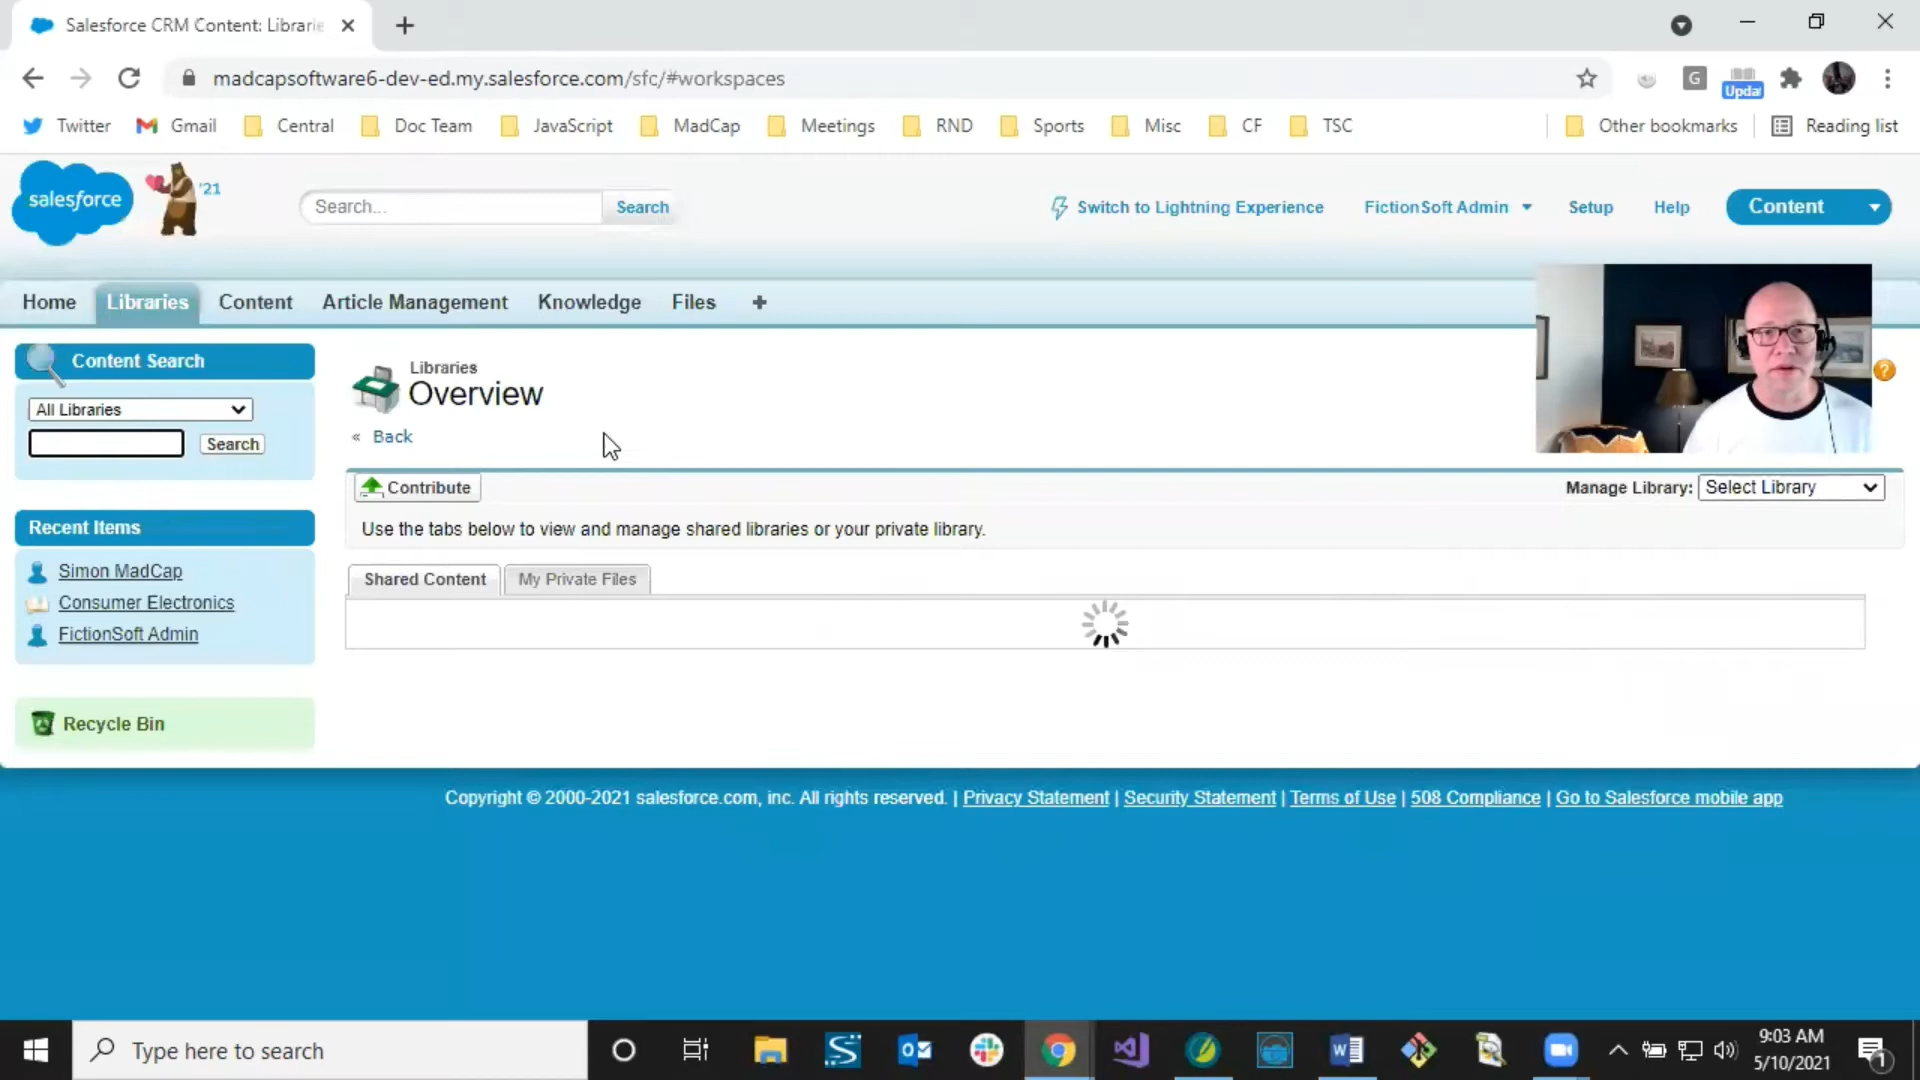 Salesforce CRM Content: Librarie
madcapsoftware6-dev-ed.my.salesforce.com/sfc/#workspaces
G
Upda
Twitter Gmail Central Doc Team JavaScript MadCap Meetings RND Sports Misc CF TSC Other bookmarks Reading list
salesforce '21 Search... Search Switch to Lightning Experience FictionSoft Admin Setup Help Content
Home Libraries Content Article Management Knowledge Files +
Content Search
All Libraries
Search
Recent Items
Simon MadCap
Consumer Electronics
FictionSoft Admin
Recycle Bin
Libraries
Overview
« Back
?
Contribute Manage Library: Select Library
Use the tabs below to view and manage shared libraries or your private library.
Shared Content My Private Files
Copyright © 2000-2021 salesforce.com, inc. All rights reserved. | Privacy Statement | Security Statement | Terms of Use | 508 Compliance | Go to Salesforce mobile app
Type here to search
9:03 AM
5/10/2021
1